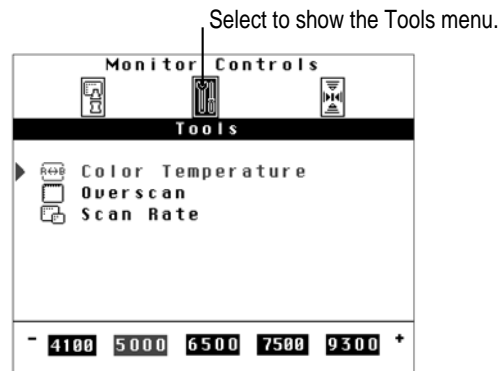 Select to show the Tools menu.
Monitor Controls
Tools
R↔B Color Temperature
Overscan
Scan Rate
- 4100 5000 6500 7500 9300 +